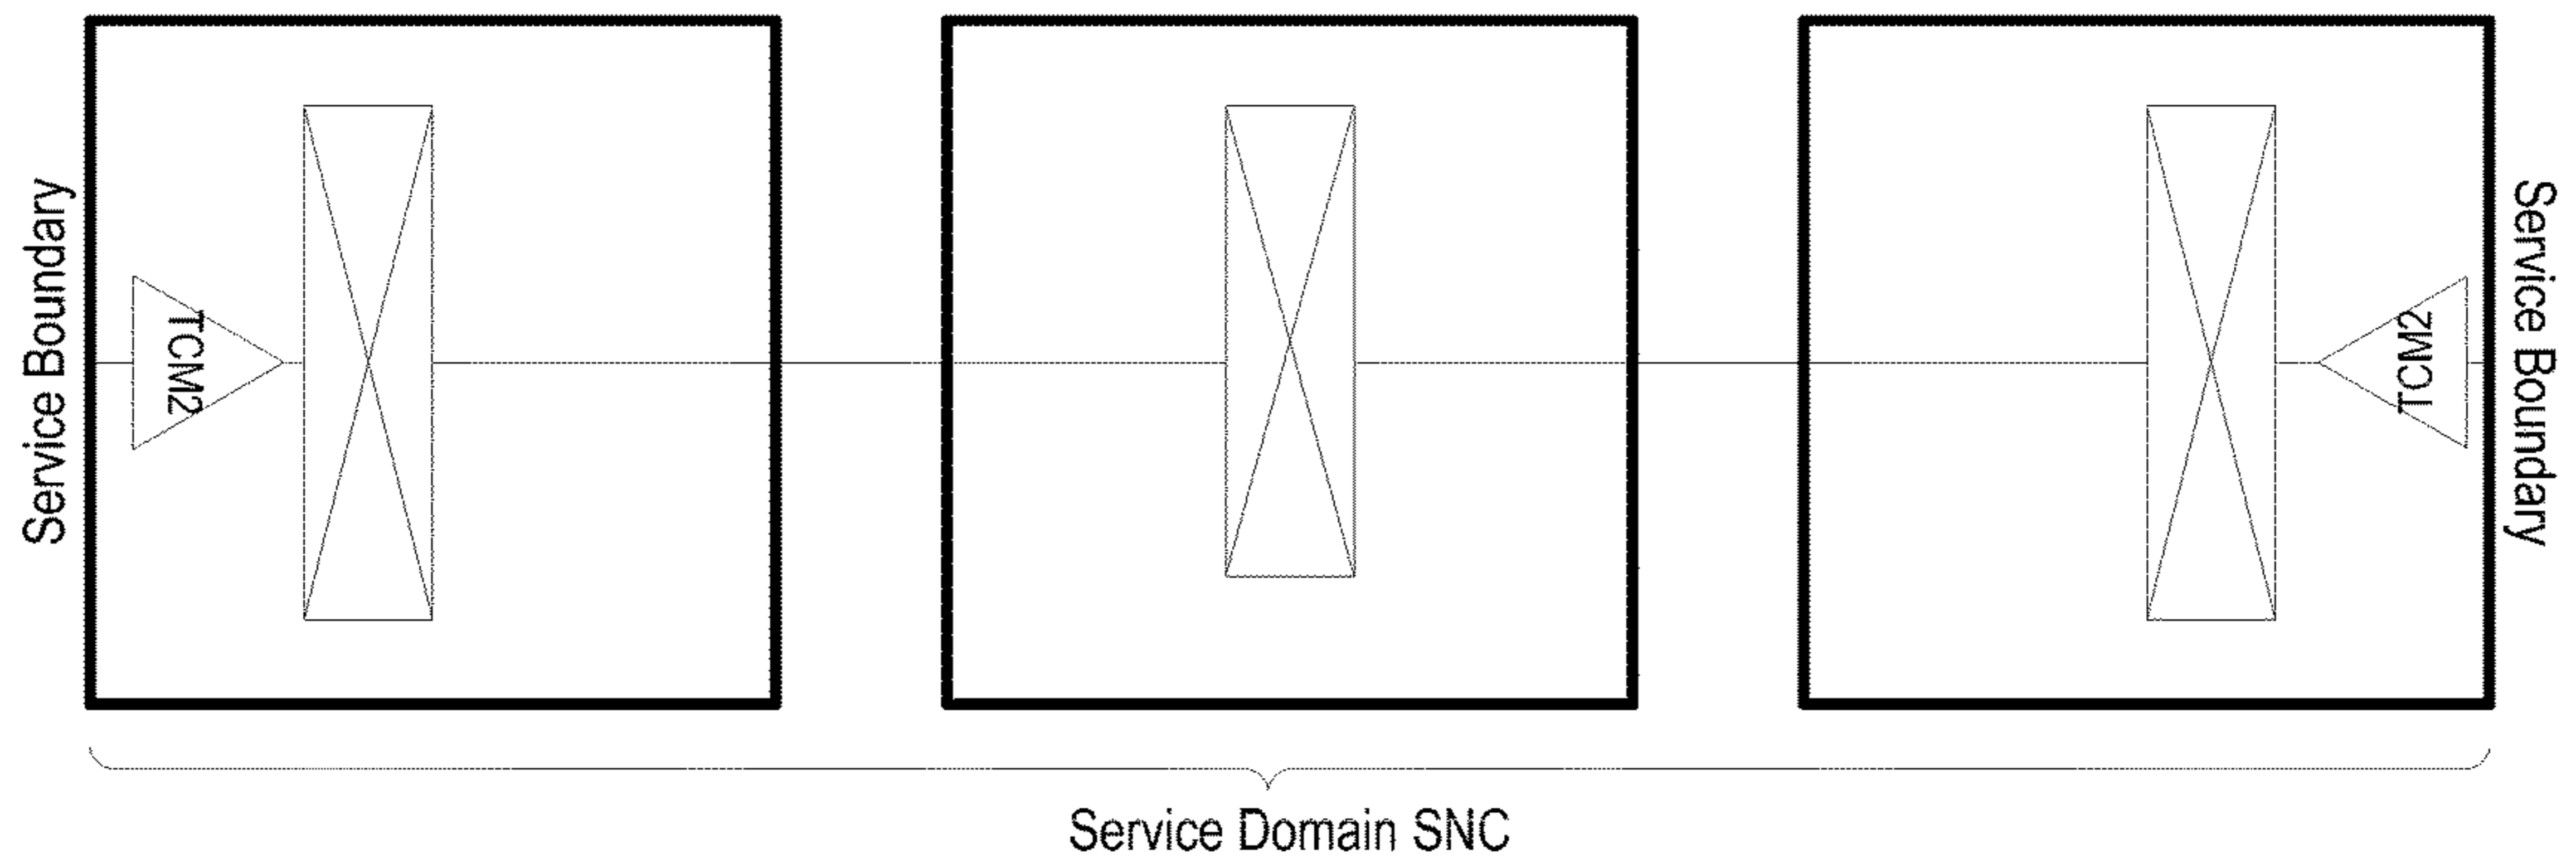 Service Boundary
TCM2
TCM2
Service Boundary
Service Domain SNC